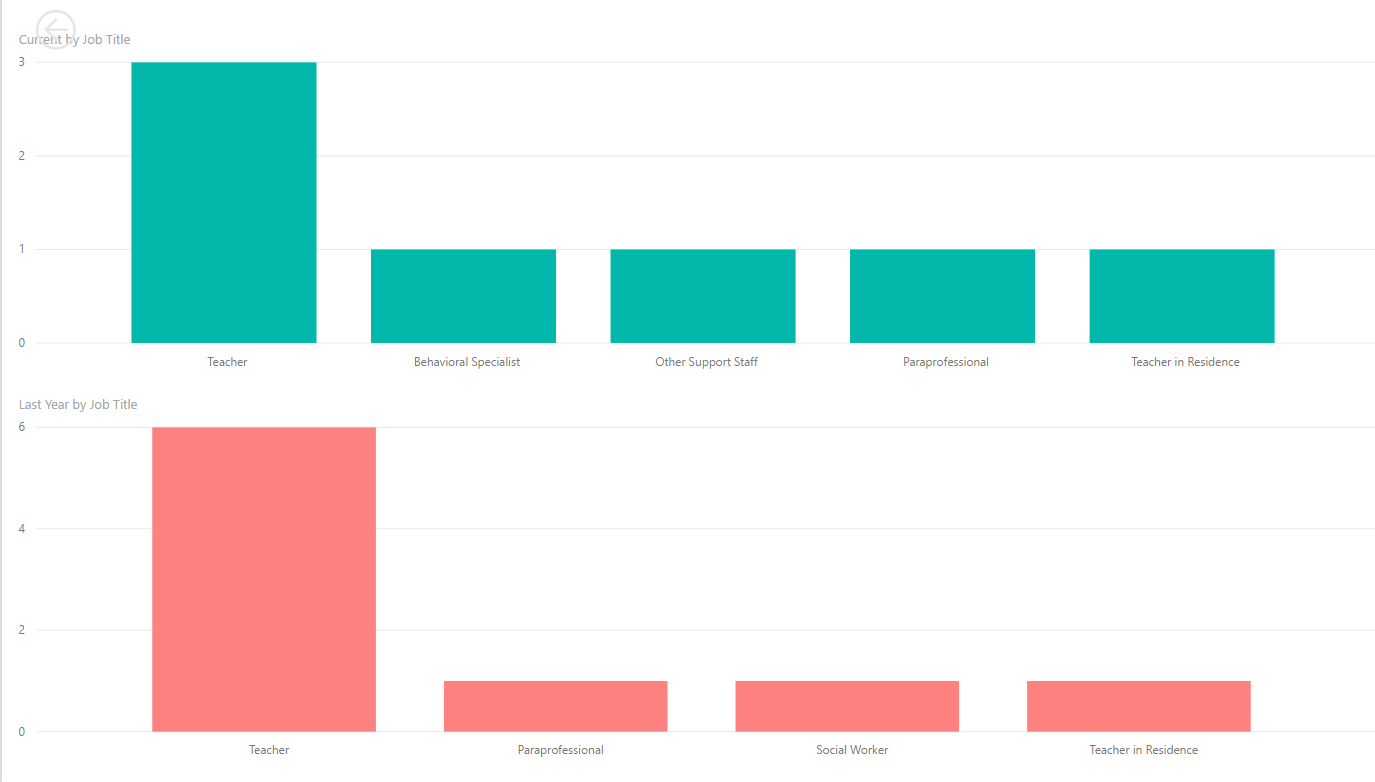 Current by Job Title
3
2
1
0
Teacher Behavioral Specialist Other Support Staff Paraprofessional Teacher in Residence
Last Year by Job Title
6
4
2
0
Teacher Paraprofessional Social Worker Teacher in Residence